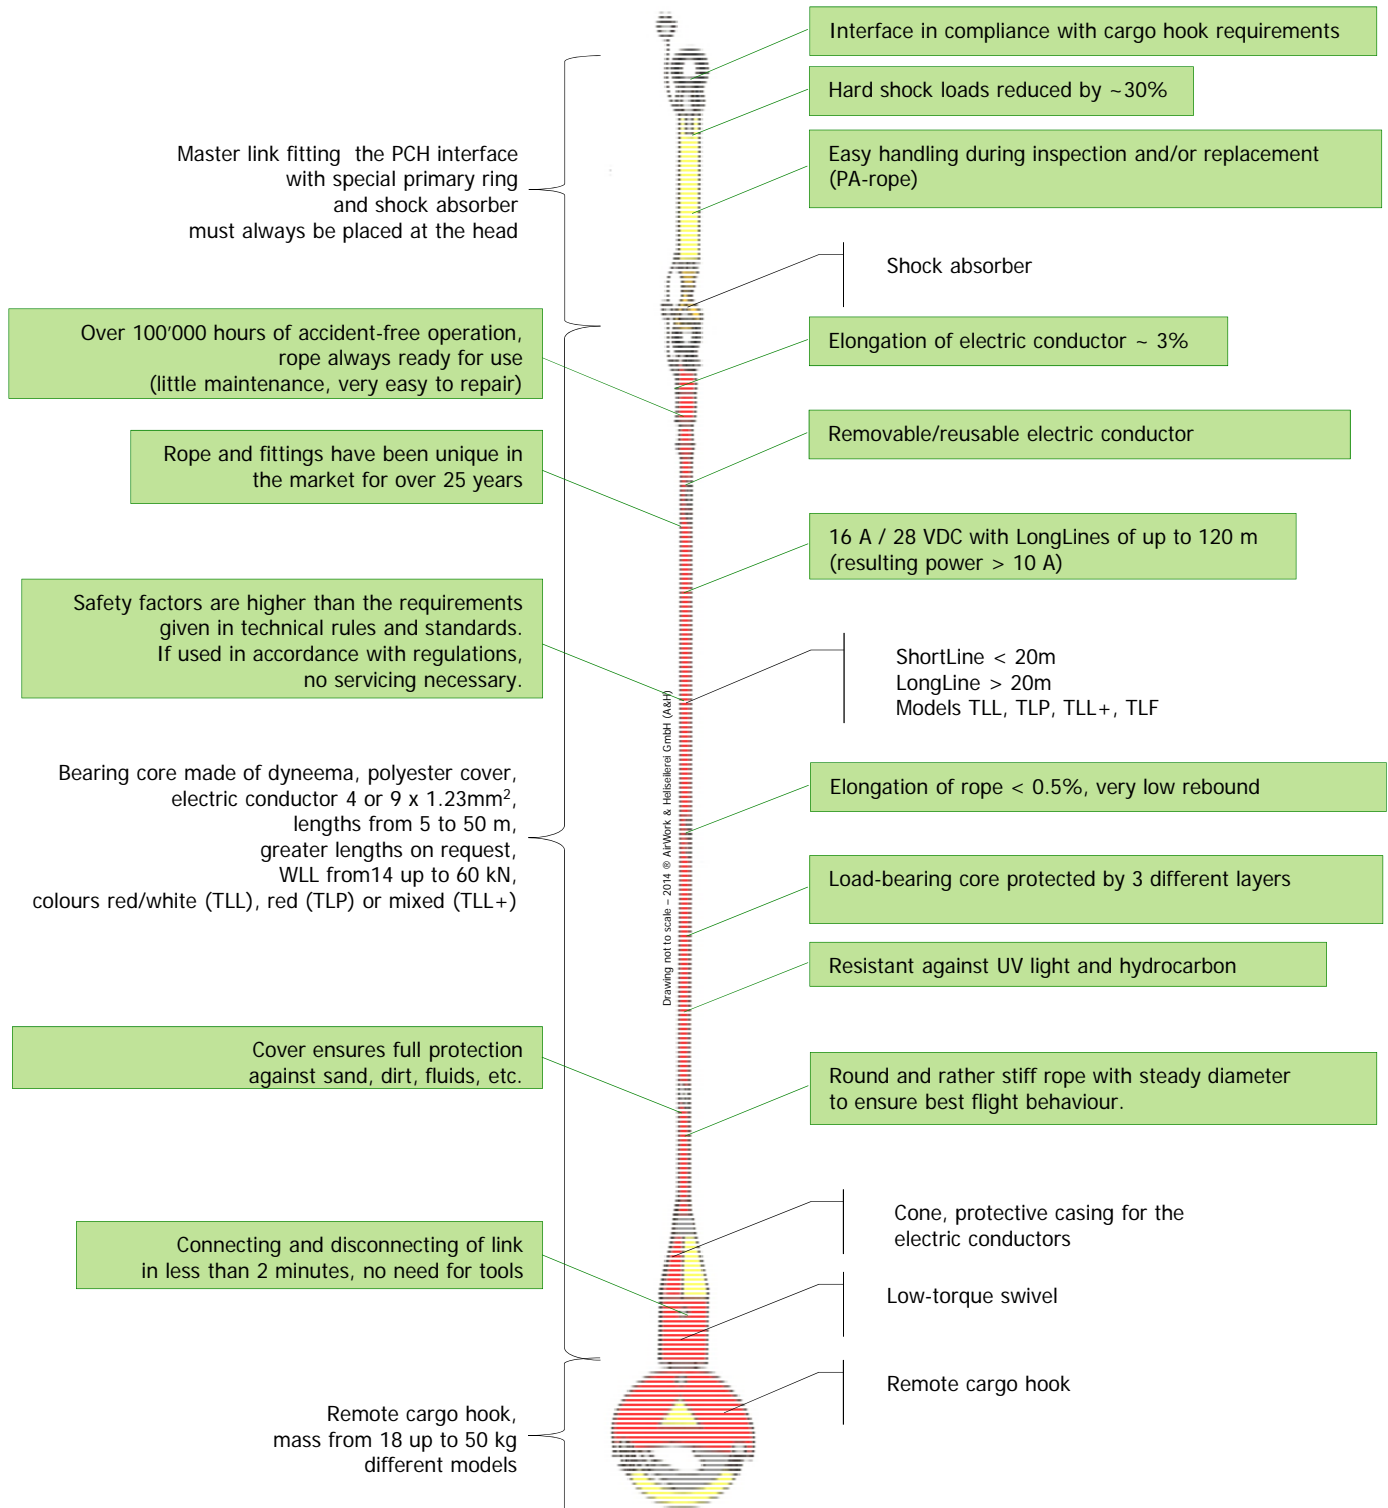 Interface in compliance with cargo hook requirements
Hard shock loads reduced by ~30%
Easy handling during inspection and/or replacement
(PA-rope)
Master link fitting  the PCH interface
with special primary ring
and shock absorber
must always be placed at the head
Shock absorber
Over 100'000 hours of accident-free operation,
rope always ready for use
(little maintenance, very easy to repair)
Elongation of electric conductor ~ 3%
Removable/reusable electric conductor
Rope and fittings have been unique in
the market for over 25 years
16 A / 28 VDC with LongLines of up to 120 m
(resulting power > 10 A)
Safety factors are higher than the requirements
given in technical rules and standards.
If used in accordance with regulations,
no servicing necessary.
ShortLine < 20m
LongLine > 20m
Models TLL, TLP, TLL+, TLF
Drawing not to scale – 2014 ® AirWork & Heliseilerei GmbH (A&H)
Bearing core made of dyneema, polyester cover,
electric conductor 4 or 9 x 1.23mm²,
lengths from 5 to 50 m,
greater lengths on request,
WLL from14 up to 60 kN,
colours red/white (TLL), red (TLP) or mixed (TLL+)
Elongation of rope < 0.5%, very low rebound
Load-bearing core protected by 3 different layers
Resistant against UV light and hydrocarbon
Cover ensures full protection
against sand, dirt, fluids, etc.
Round and rather stiff rope with steady diameter
to ensure best flight behaviour.
Cone, protective casing for the
electric conductors
Connecting and disconnecting of link
in less than 2 minutes, no need for tools
Low-torque swivel
Remote cargo hook
Remote cargo hook,
mass from 18 up to 50 kg
different models